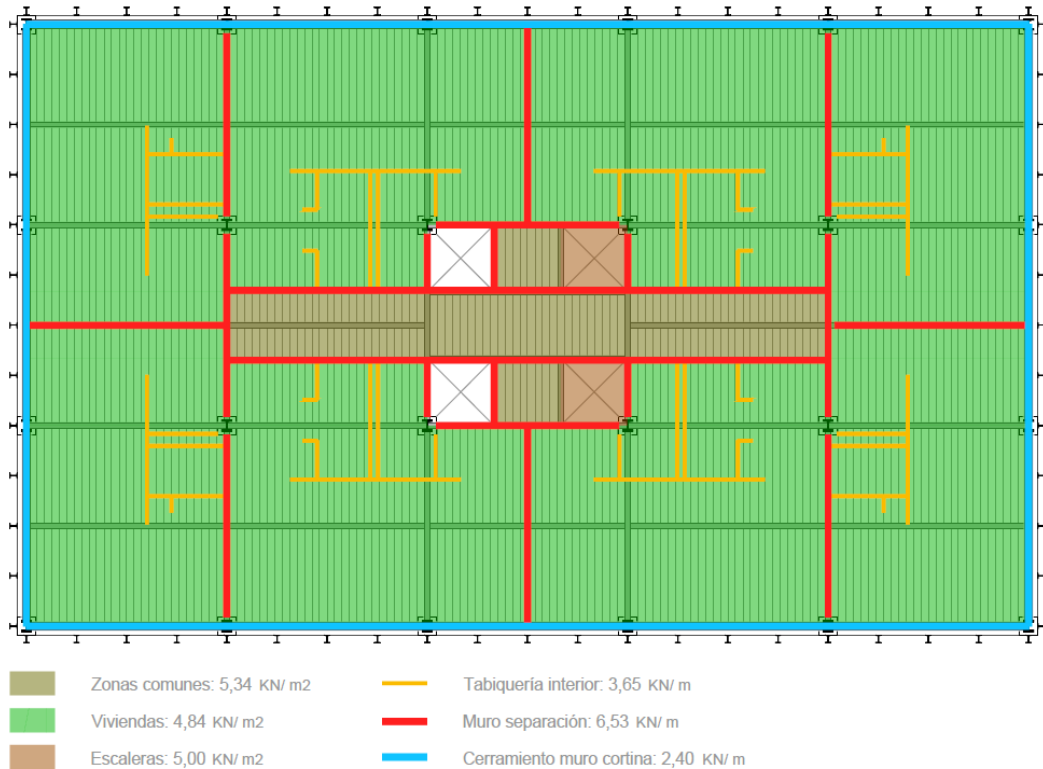 Zonas comunes: 5,34 KN/ m2
Viviendas: 4,84 KN/ m2
Escaleras: 5,00 KN/ m2
Tabiquería interior: 3,65 KN/ m
Muro separación: 6,53 KN/ m
Cerramiento muro cortina: 2,40 KN/ m